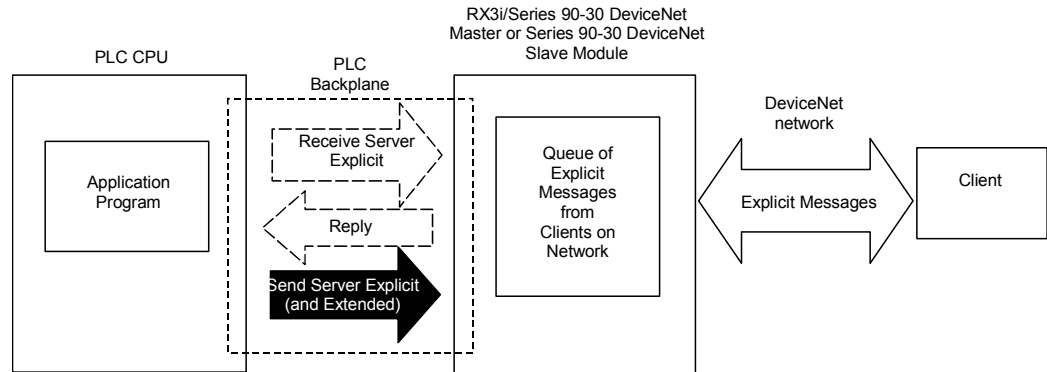 RX3i/Series 90-30 DeviceNet
Master or Series 90-30 DeviceNet
Slave Module
PLC CPU
PLC
Backplane
DeviceNet
network
Application
Program
Receive Server
Explicit
Reply
Send Server Explicit
(and Extended)
Queue of
Explicit
Messages
from
Clients on
Network
Explicit Messages
Client